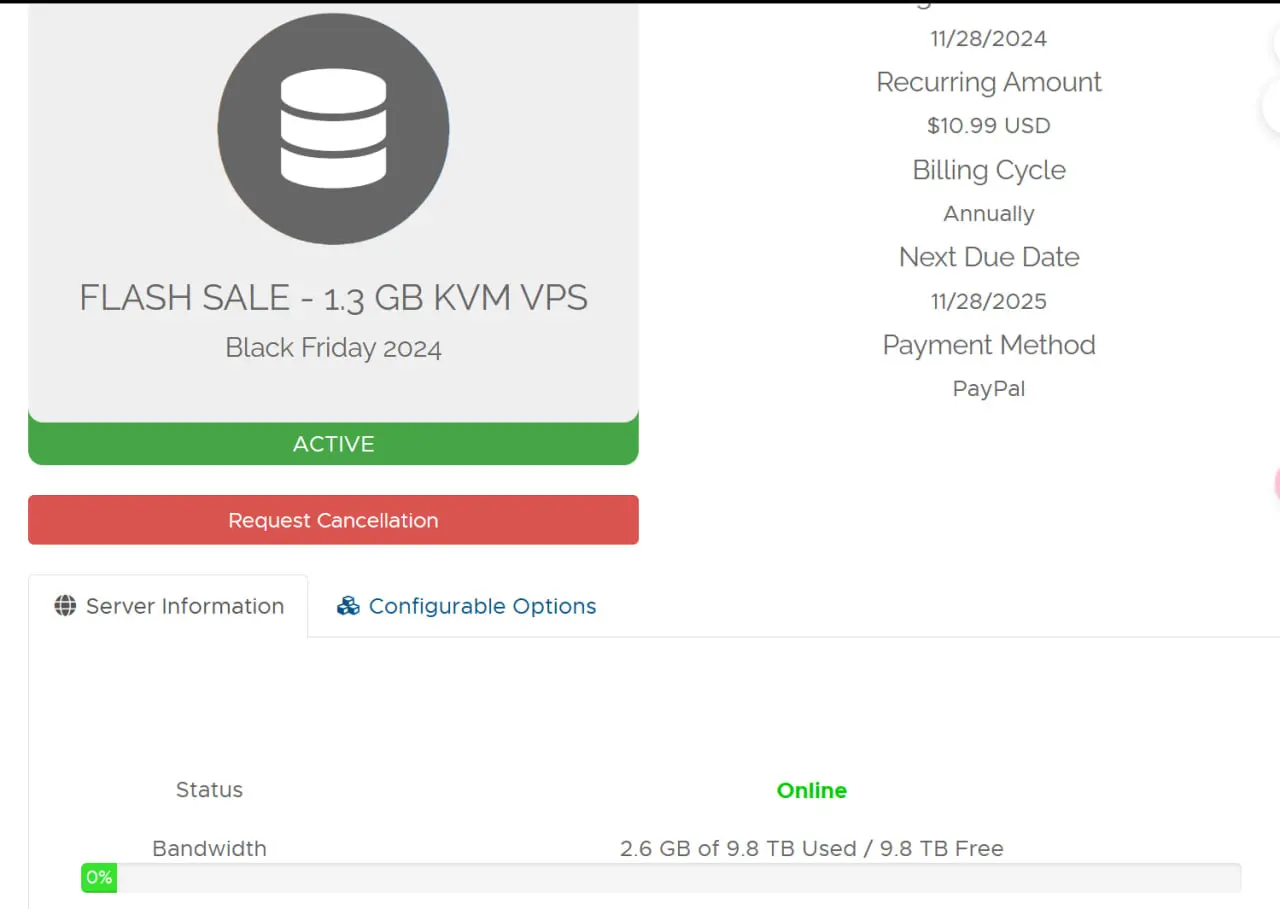 11/28/2024
Recurring Amount
$10.99 USD
Billing Cycle
Annually
Next Due Date
11/28/2025
Payment Method
PayPal
FLASH SALE - 1.3 GB KVM VPS
Black Friday 2024
ACTIVE
Request Cancellation
Server Information
Configurable Options
Status
Online
Bandwidth
2.6 GB of 9.8 TB Used / 9.8 TB Free
0%